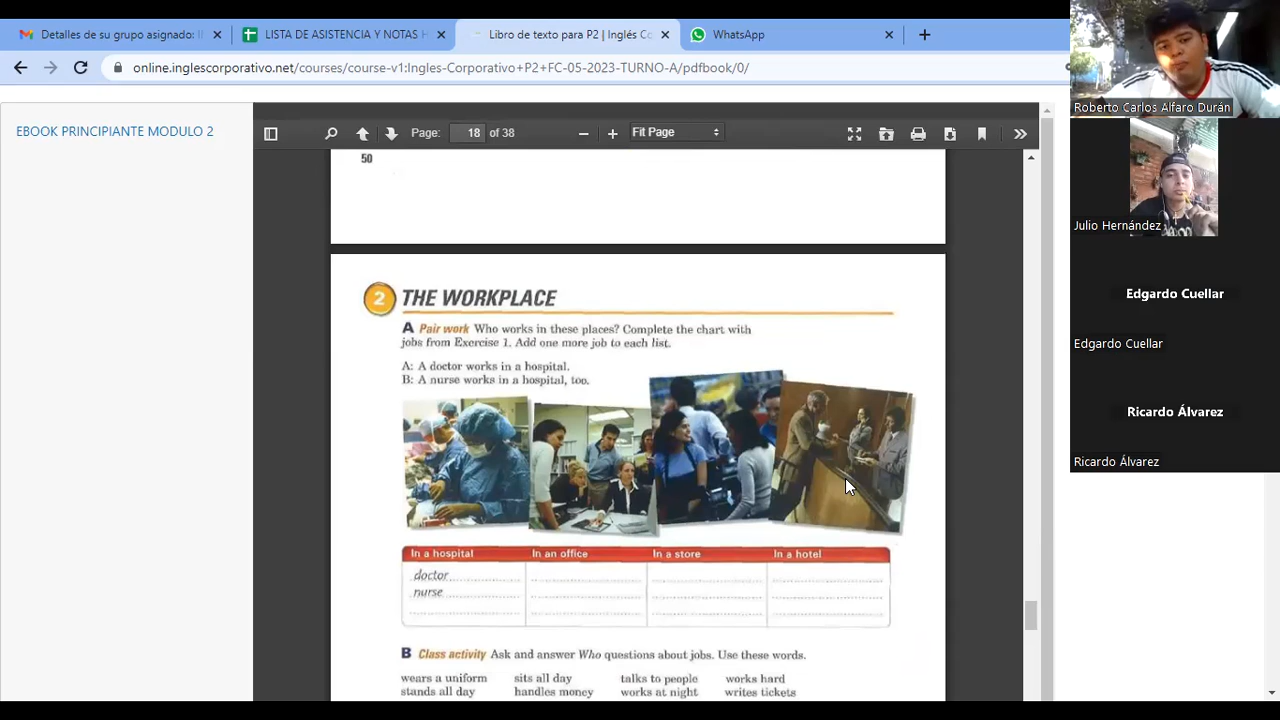 Detalles de su grupo asignado: I
LISTA DE ASISTENCIA Y NOTAS H
Libro de texto para P2 | Inglés Co
WhatsApp
online.inglescorporativo.net/courses/course-v1:Ingles-Corporativo+P2+FC-05-2023-TURNO-A/pdfbook/0/
EBOOK PRINCIPIANTE MODULO 2
Page: 18 of 38
Fit Page
50
2 THE WORKPLACE
A Pair work Who works in these places? Complete the chart with
jobs from Exercise 1. Add one more job to each list.
A: A doctor works in a hospital.
B: A nurse works in a hospital, too.
In a hospital In an office In a store In a hotel
doctor
nurse
B Class activity Ask and answer Who questions about jobs. Use these words.
wears a uniform sits all day talks to people works hard
stands all day handles money works at night writes tickets
Roberto Carlos Alfaro Durán
Julio Hernández
Edgardo Cuellar
Edgardo Cuellar
Ricardo Álvarez
Ricardo Álvarez